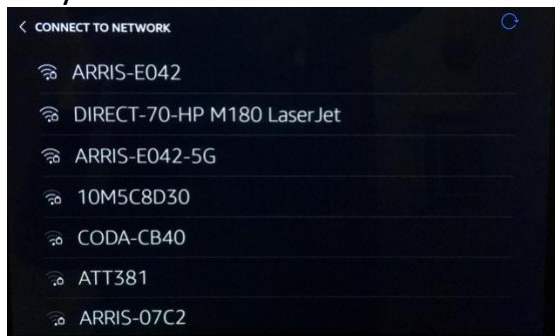 < CONNECT TO NETWORK
ARRIS-E042
DIRECT-70-HP M180 LaserJet
ARRIS-E042-5G
10M5C8D30
CODA-CB40
ATT381
ARRIS-07C2